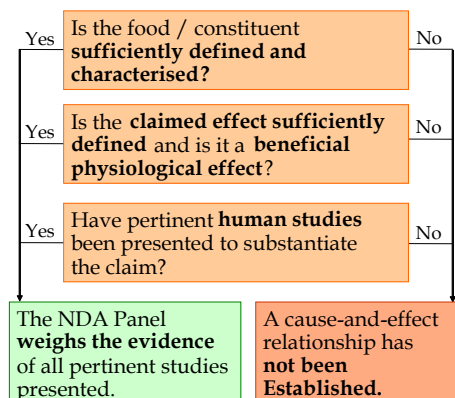 Is the food / constituent
sufficiently defined and
characterised?
Yes
No
Is the claimed effect sufficiently
defined and is it a beneficial
physiological effect?
Yes
No
Have pertinent human studies
been presented to substantiate
the claim?
Yes
No
The NDA Panel
weighs the evidence
of all pertinent studies
presented.
A cause-and-effect
relationship has
not been
Established.